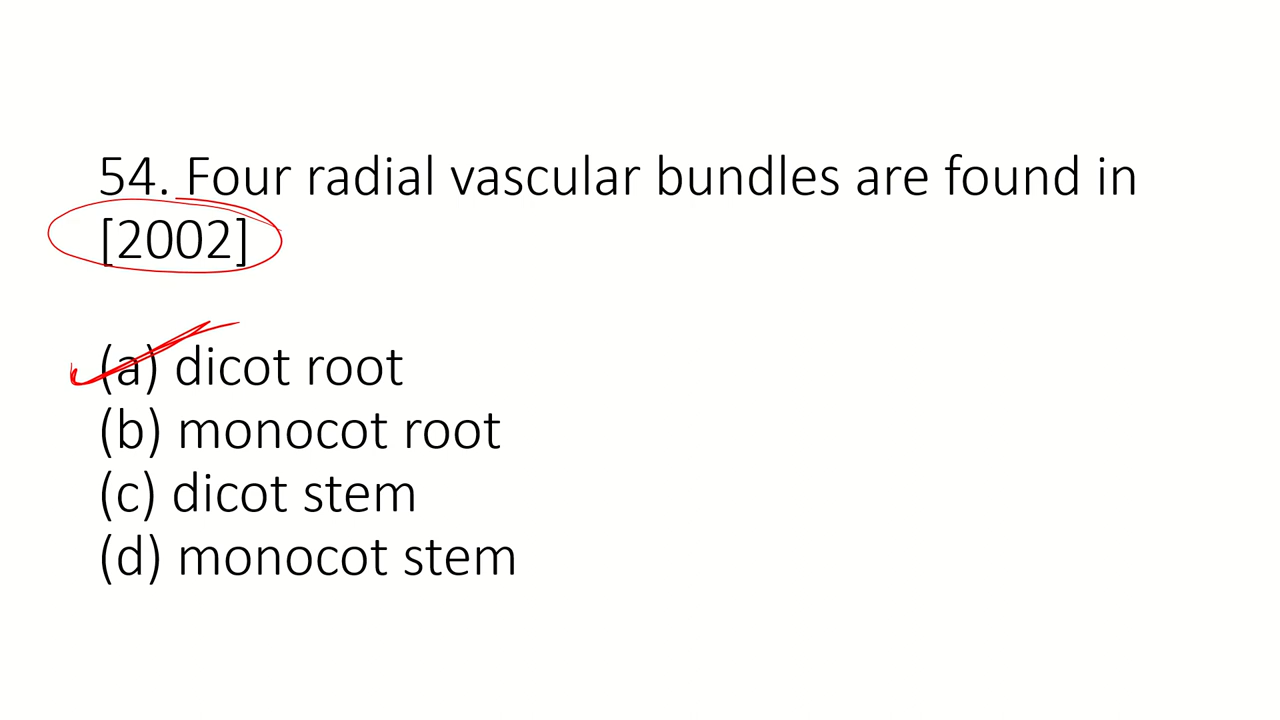 54. Four radial vascular bundles are found in
[2002]
(a) dicot root
(b) monocot root
(c) dicot stem
(d) monocot stem